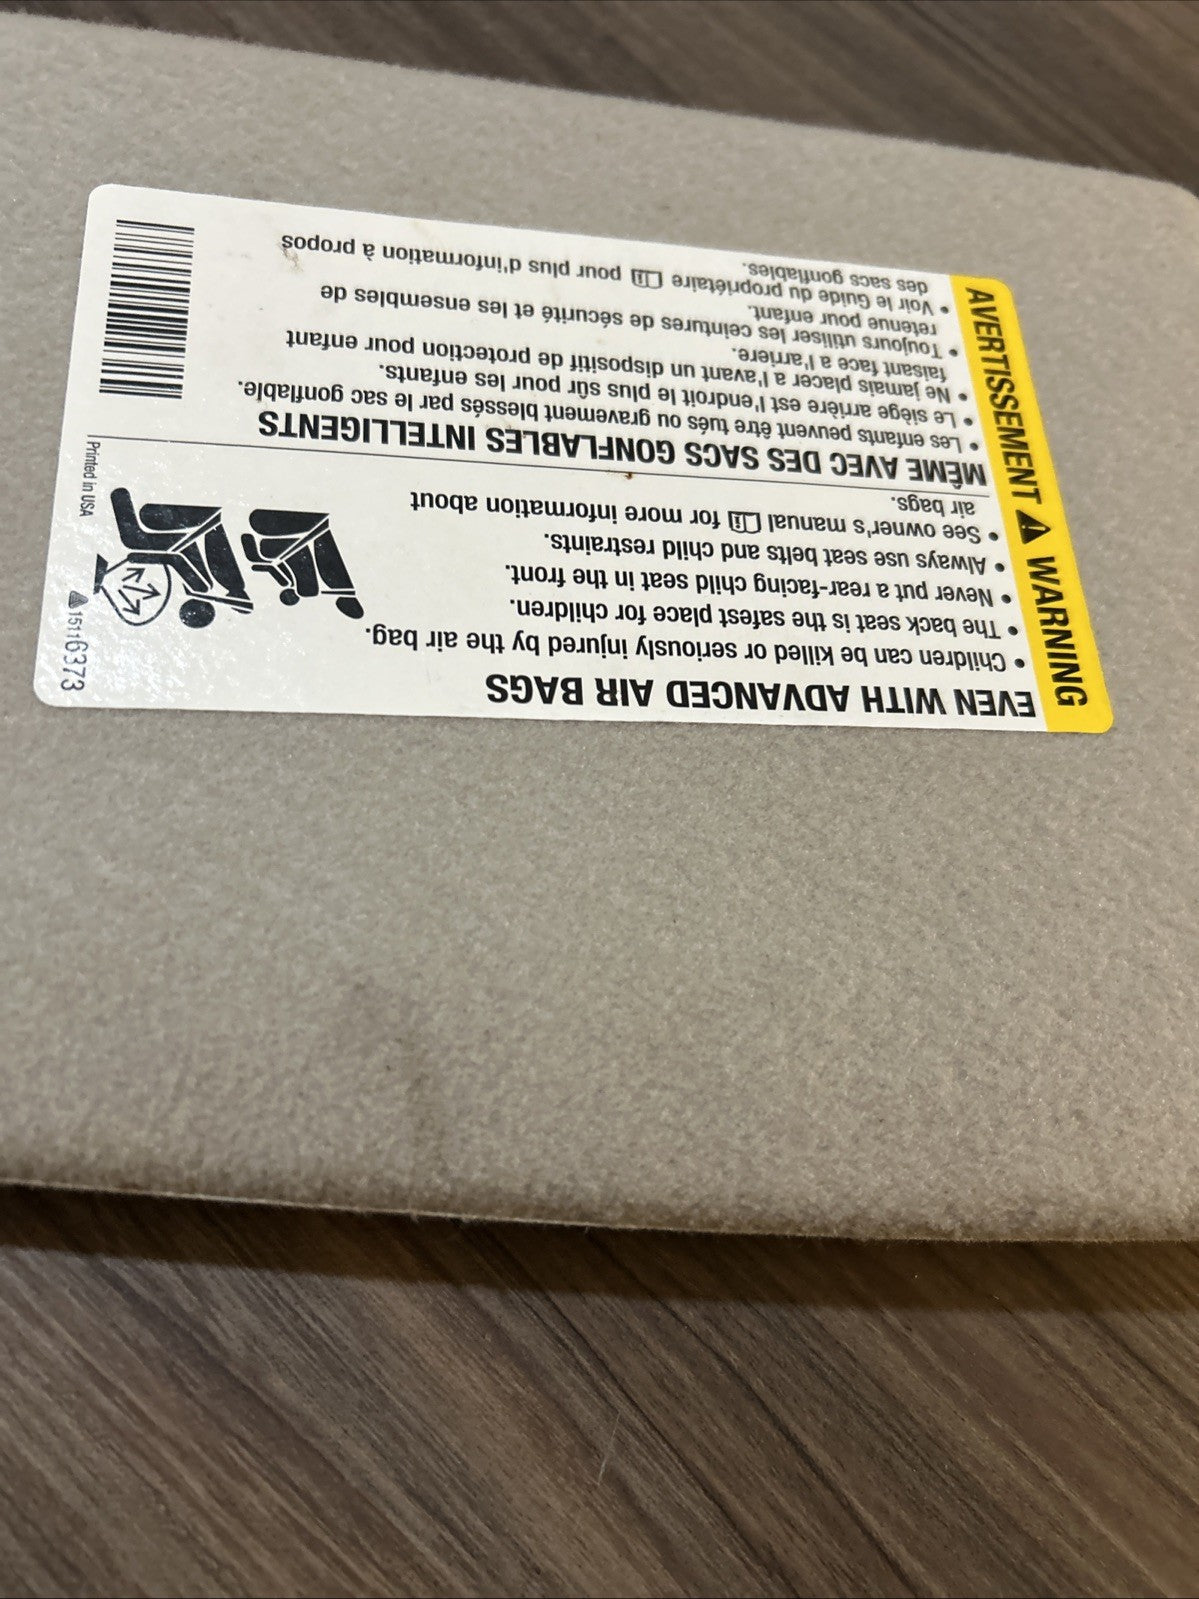 WARNING ⚠ AVERTISSEMENT
EVEN WITH ADVANCED AIR BAGS
• Children can be killed or seriously injured by the air bag.
• The back seat is the safest place for children.
• Never put a rear-facing child seat in the front.
• Always use seat belts and child restraints.
• See owner's manual for more information about
air bags.
MÊME AVEC DES SACS GONFLABLES INTELLIGENTS
• Les enfants peuvent être tués ou gravement blessés par le sac gonflable.
• Le siège arrière est l'endroit le plus sûr pour les enfants.
• Ne jamais placer a l'avant un dispositif de protection pour enfant
faisant face a l'arriere.
• Toujours utiliser les ceintures de sécurité et les ensembles de
retenue pour enfant.
• Voir le Guide du propriétaire pour plus d'information à propos
des sacs gonflables.
15116373
Printed in USA